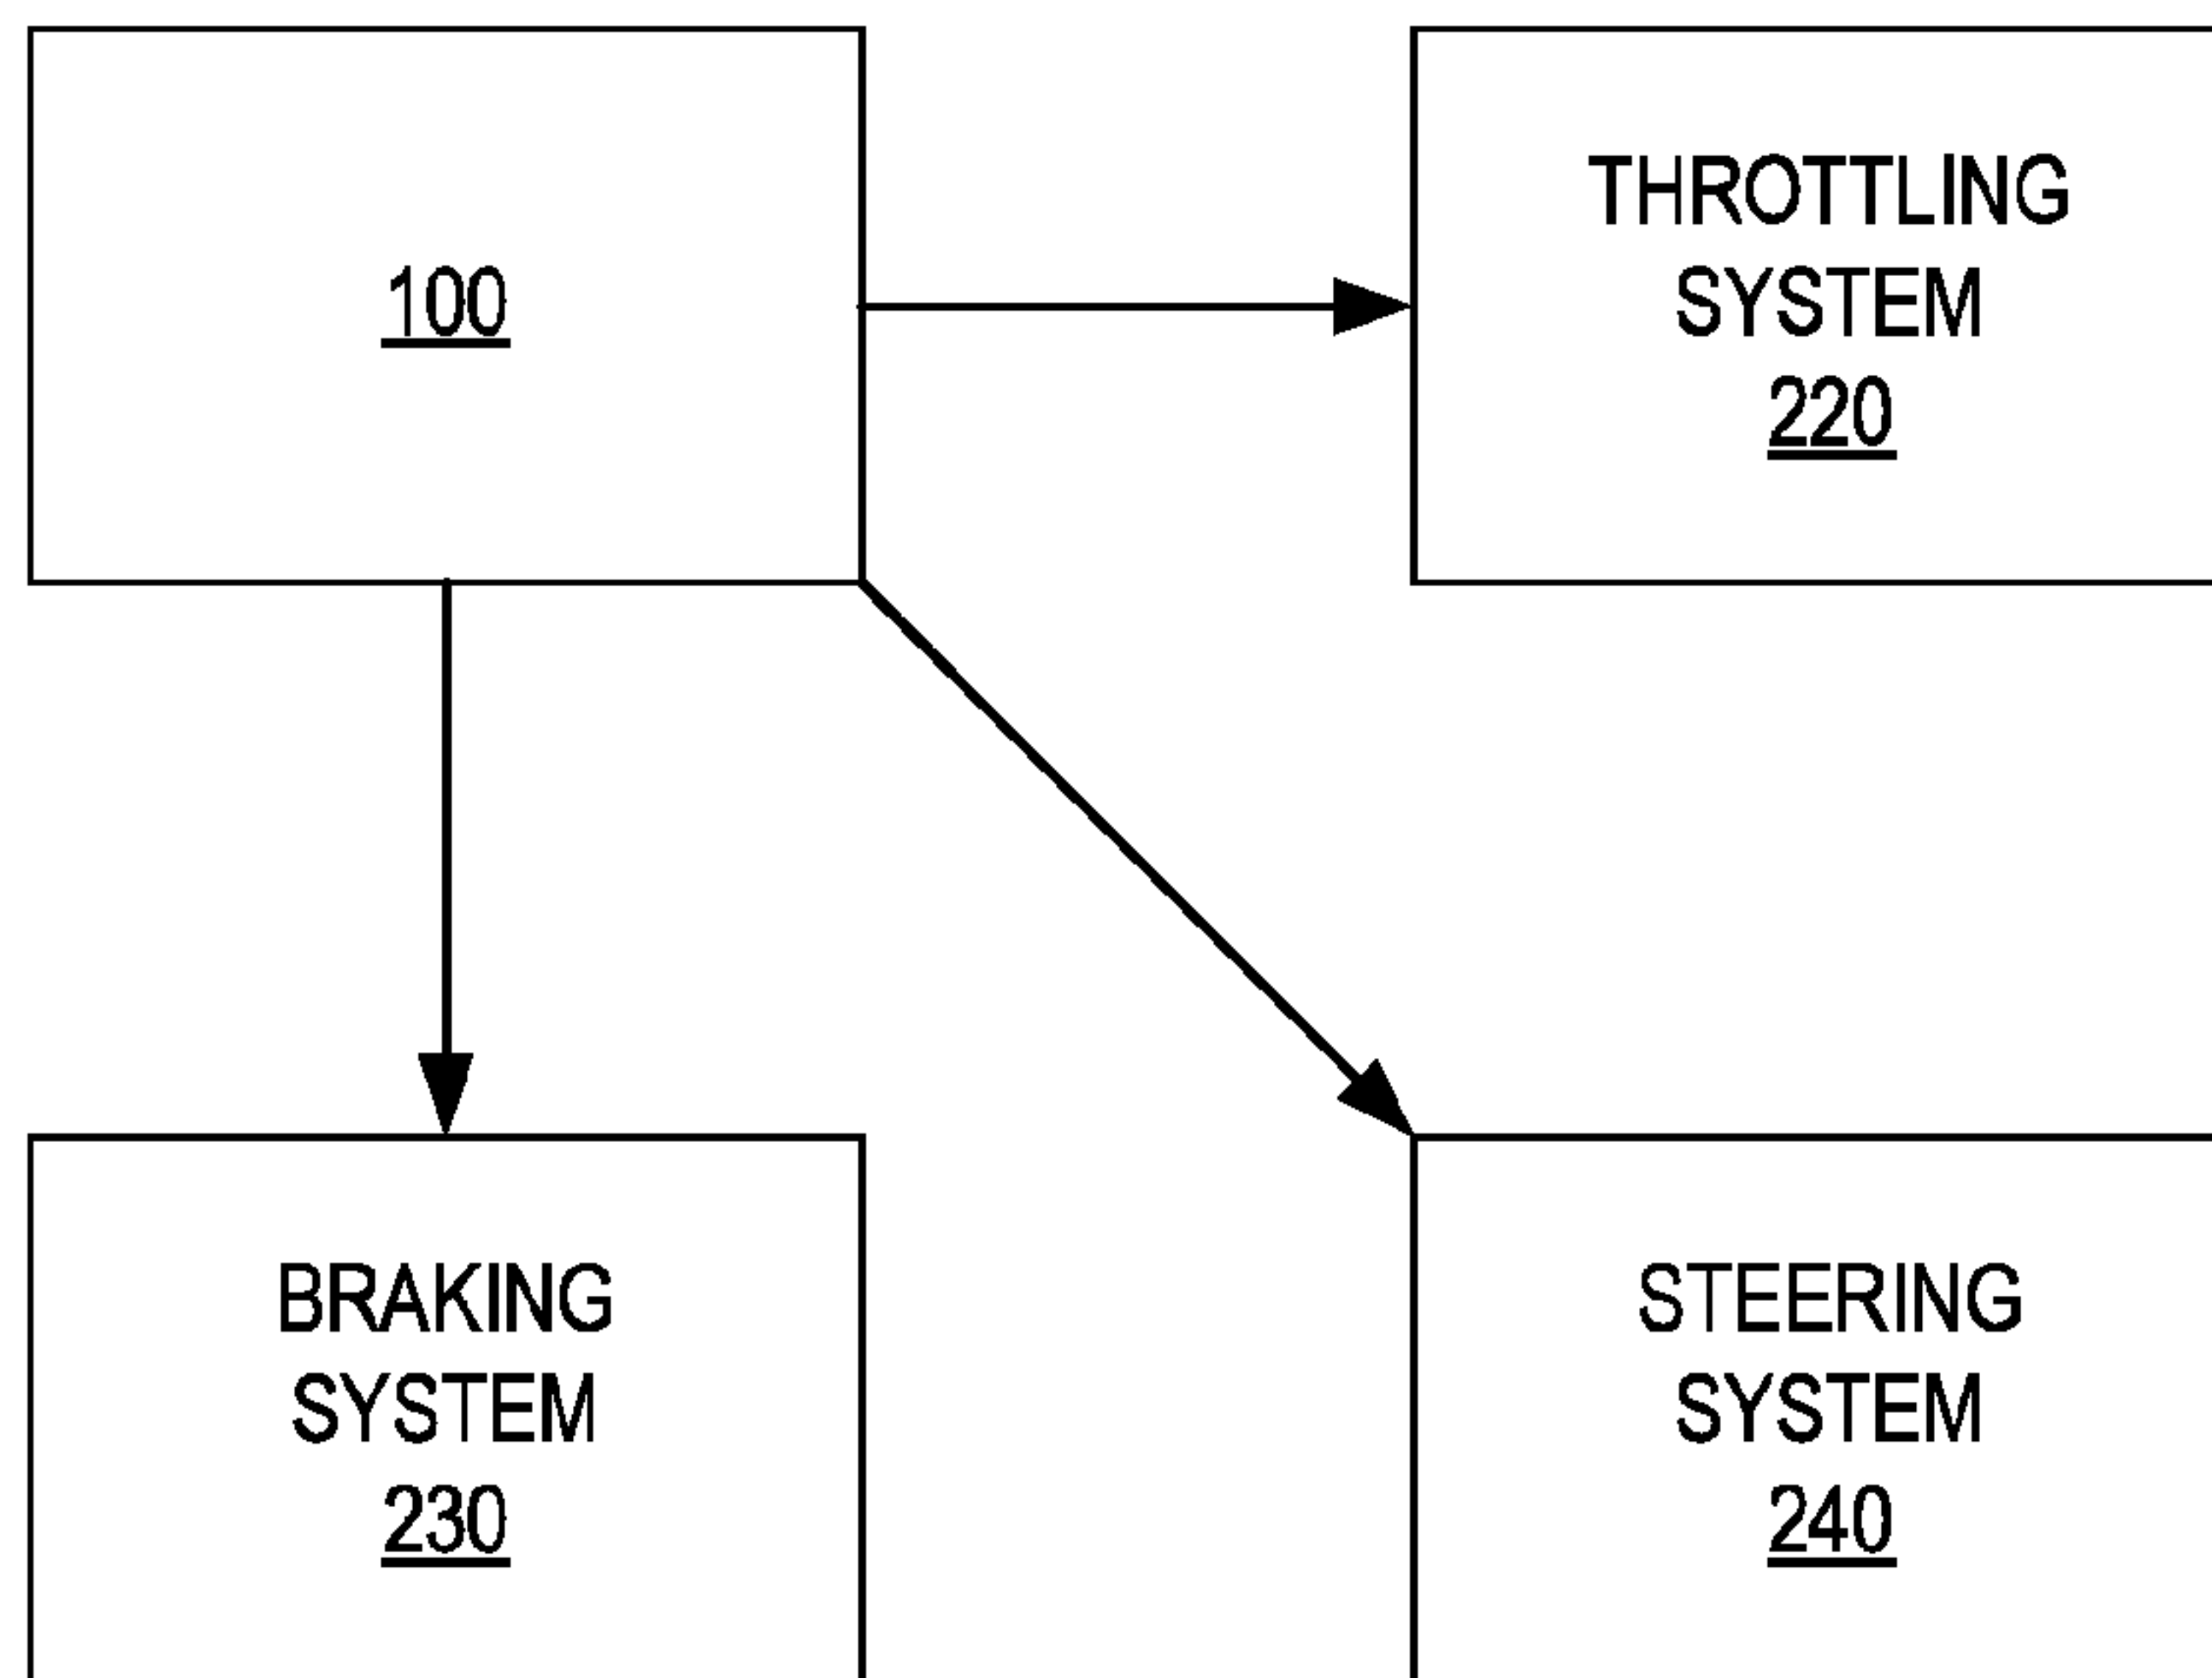 100
THROTTLING
SYSTEM
220
BRAKING
SYSTEM
230
STEERING
SYSTEM
240